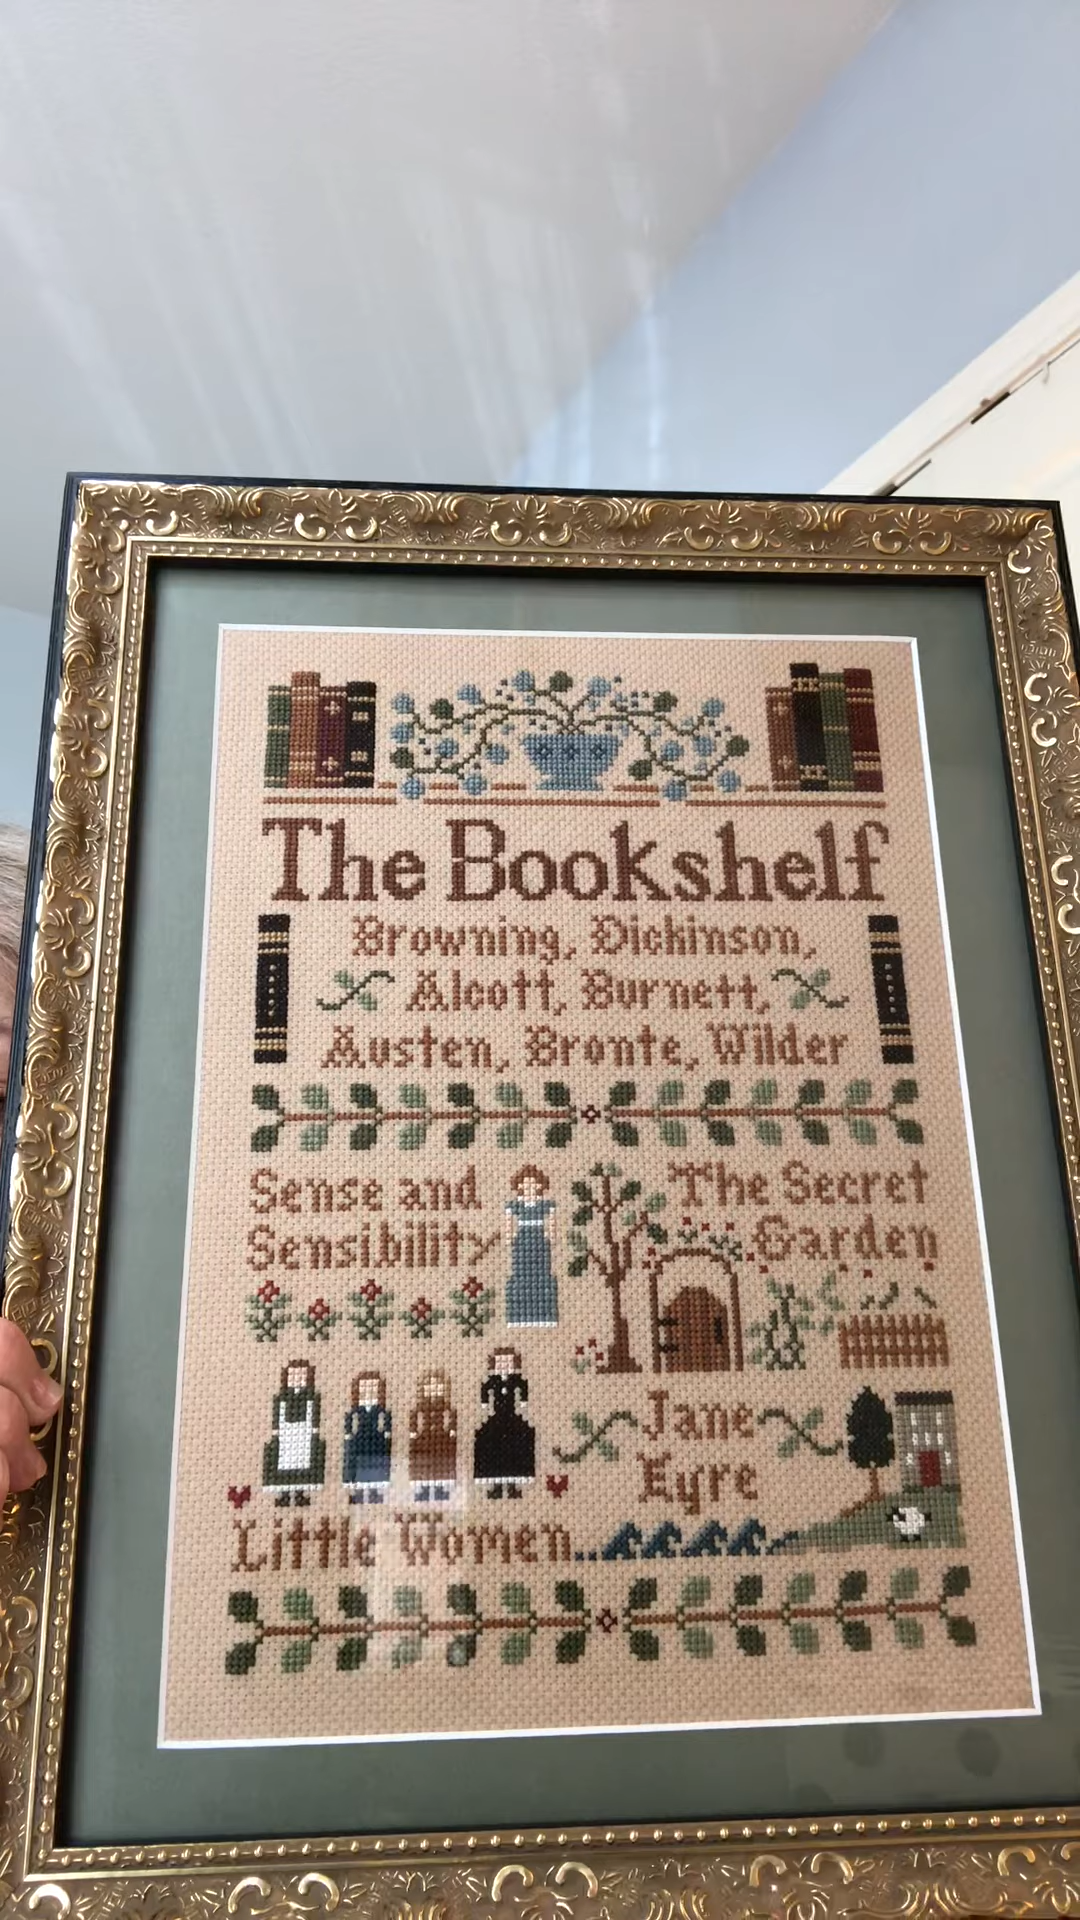 The Bookshelf
Browning, Dickinson,
Alcott, Burnett,
Austen, Bronte, Wilder
Sense and
Sensibility
The Secret
Garden
Jane
Eyre
Little Women